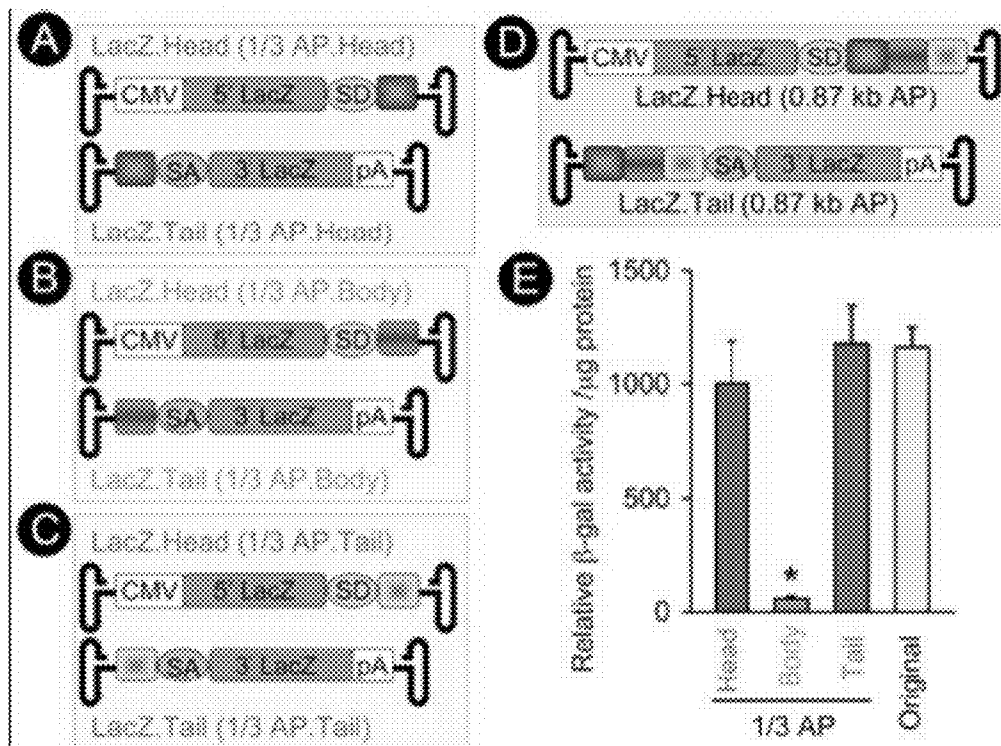 A
LacZ.Head (1/3 AP.Head)
CMV 5' LacZ SD
SA 3' LacZ pA
LacZ.Tail (1/3 AP.Head)
B
LacZ.Head (1/3 AP.Body)
CMV 5' LacZ SD
SA 3' LacZ pA
LacZ.Tail (1/3 AP.Body)
C
LacZ.Head (1/3 AP.Tail)
CMV 5' LacZ SD
SA 3' LacZ pA
LacZ.Tail (1/3 AP.Tail)
D
CMV 5' LacZ SD
LacZ.Head (0.87 kb AP)
SA 3' LacZ pA
LacZ.Tail (0.87 kb AP)
E
Relative β-gal activity /µg protein
1500
1000
500
0
*
Head
Body
Tail
Original
1/3 AP